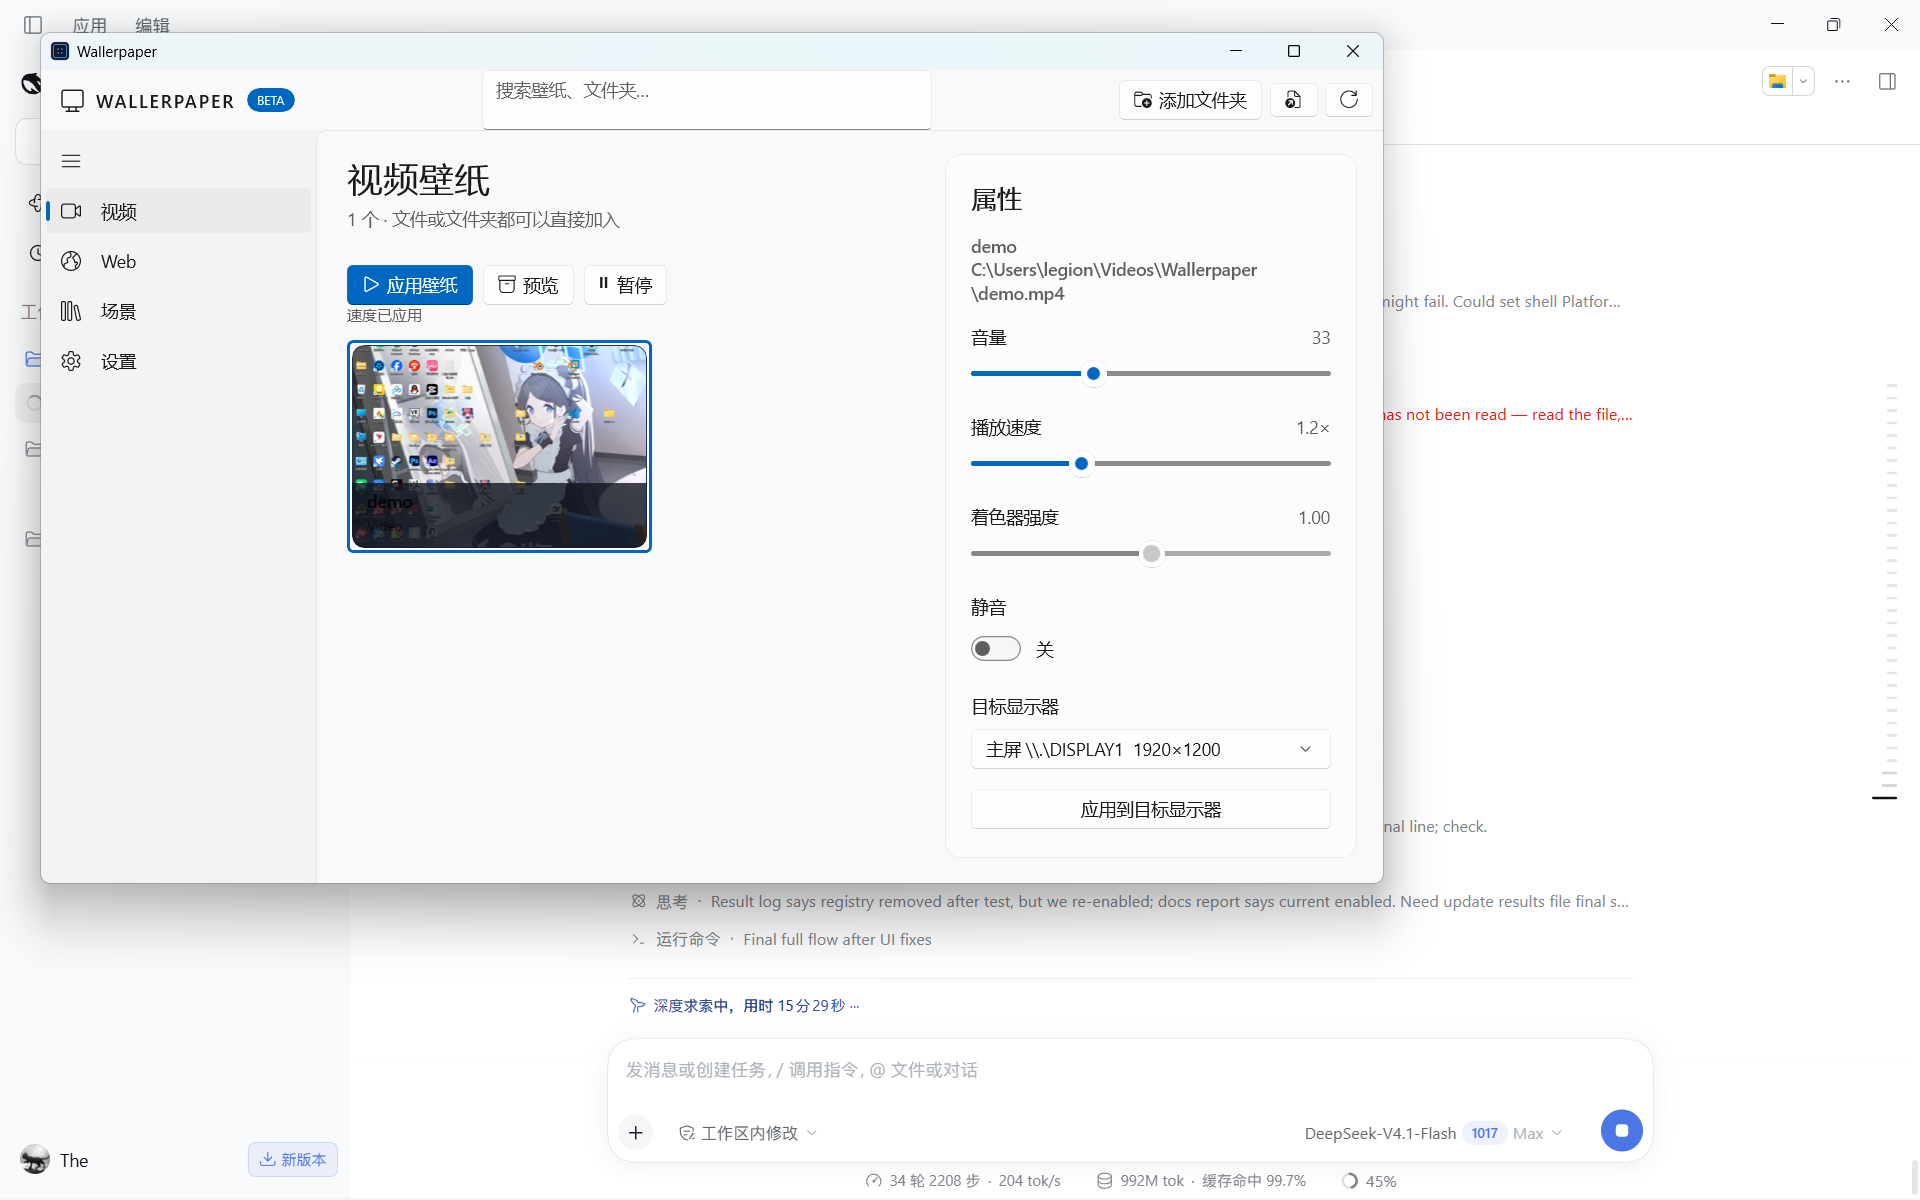 应用 编辑
Wallerpaper
WALLERPAPER BETA
搜索壁纸、文件夹...
添加文件夹
视频
Web
场景
设置
视频壁纸
1 个 · 文件或文件夹都可以直接加入
应用壁纸 预览 暂停
速度已应用
demo
Video
属性
demo
C:\Users\legion\Videos\Wallerpaper
\demo.mp4
音量 33
播放速度 1.2×
着色器强度 1.00
静音
关
目标显示器
主屏 \\.\DISPLAY1 1920×1200
应用到目标显示器
might fail. Could set shell Platfor...
has not been read — read the file,...
nal line; check.
思考 · Result log says registry removed after test, but we re-enabled; docs report says current enabled. Need update results file final s...
运行命令 · Final full flow after UI fixes
深度求索中，用时 15分29秒 ...
发消息或创建任务, / 调用指令, @ 文件或对话
工作区内修改
DeepSeek-V4.1-Flash 1017 Max
The
新版本
34 轮 2208 步 · 204 tok/s 992M tok · 缓存命中 99.7% 45%